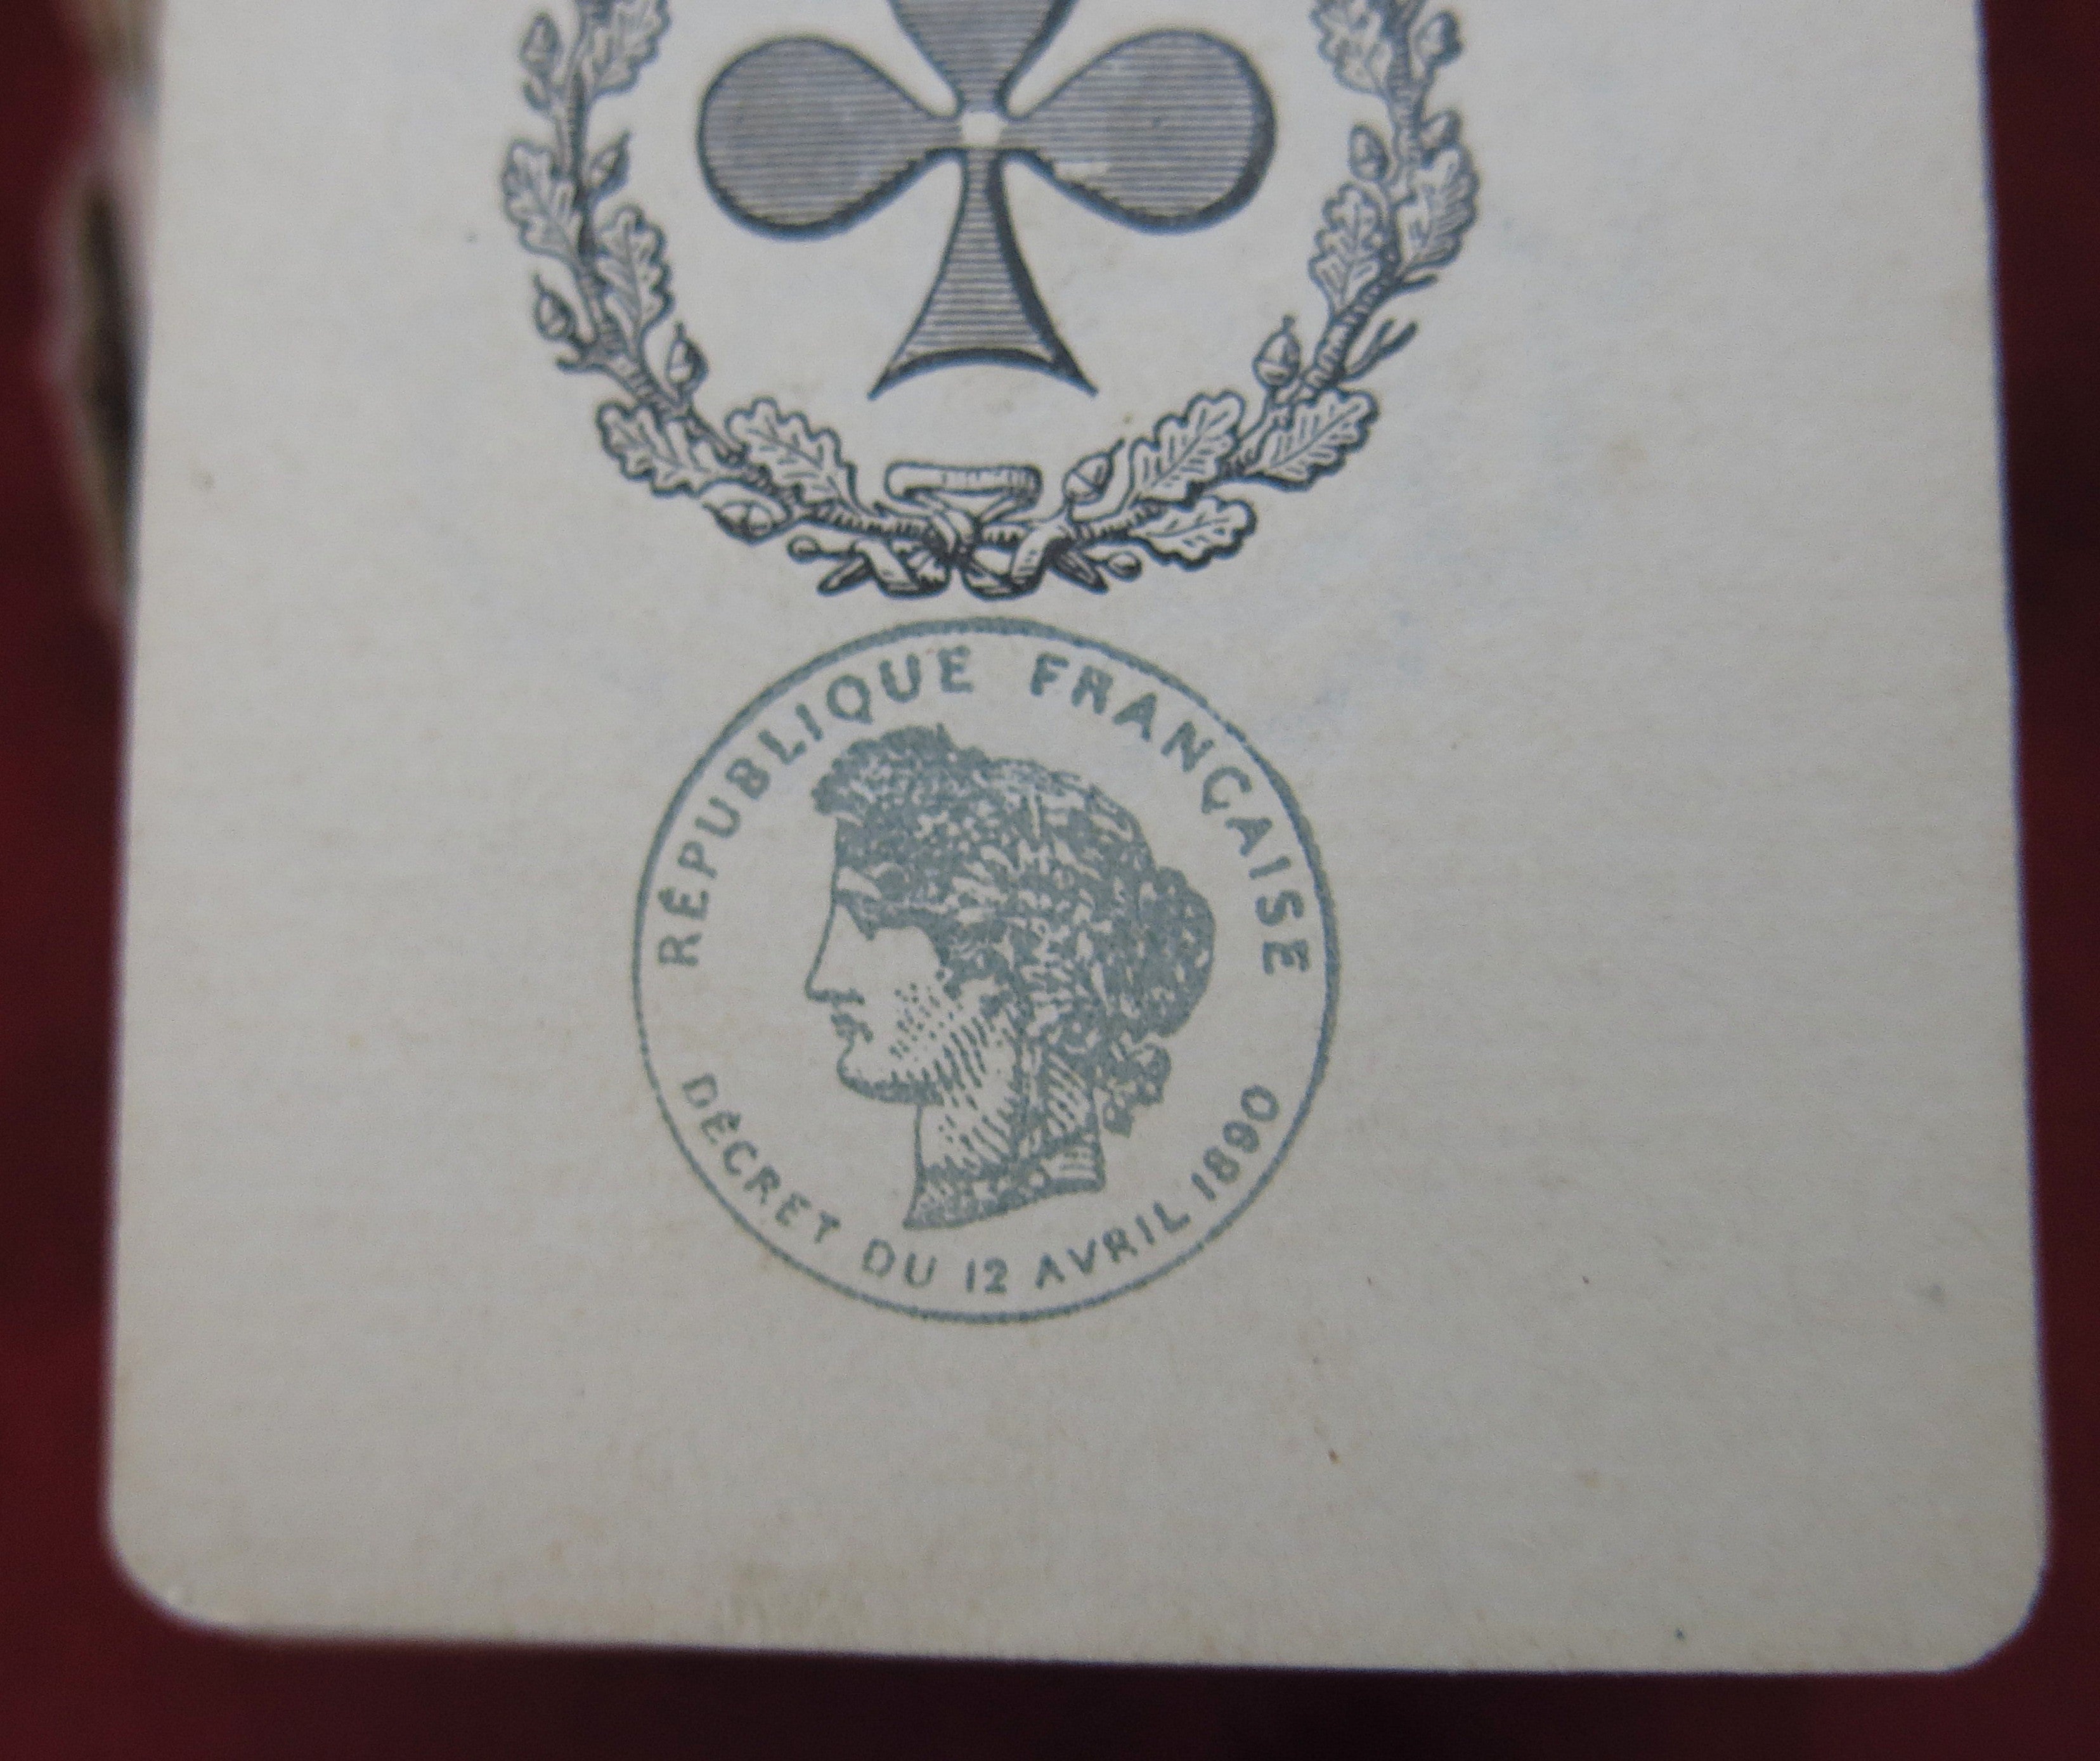 RÉPUBLIQUE FRANÇAISE
DÉCRET DU 12 AVRIL 1890